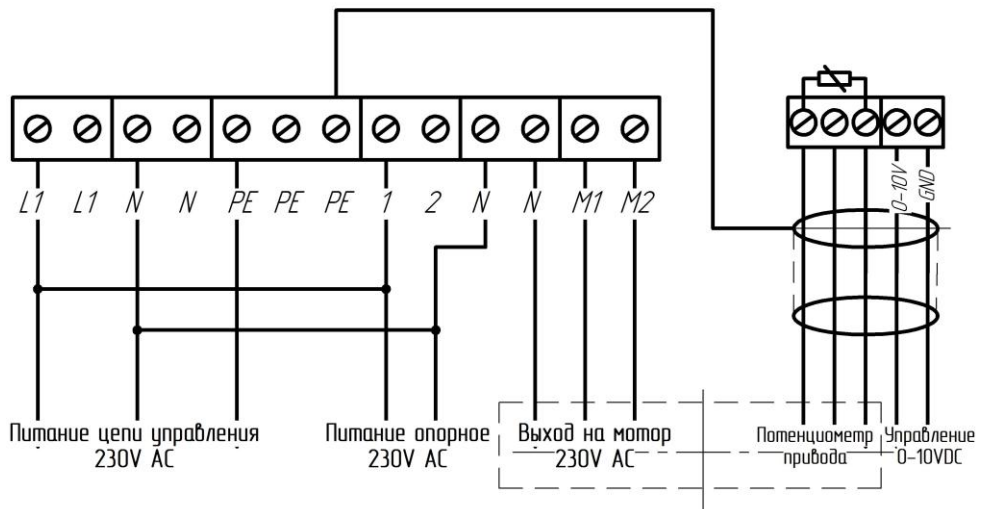 L1 L1 N N PE PE PE 1 2 N N M1 M2
0-10V
GND
Питание цепи управления
230V AC
Питание опорное
230V AC
Выход на мотор
230V AC
Потенциометр
привода
Управление
0-10VDC